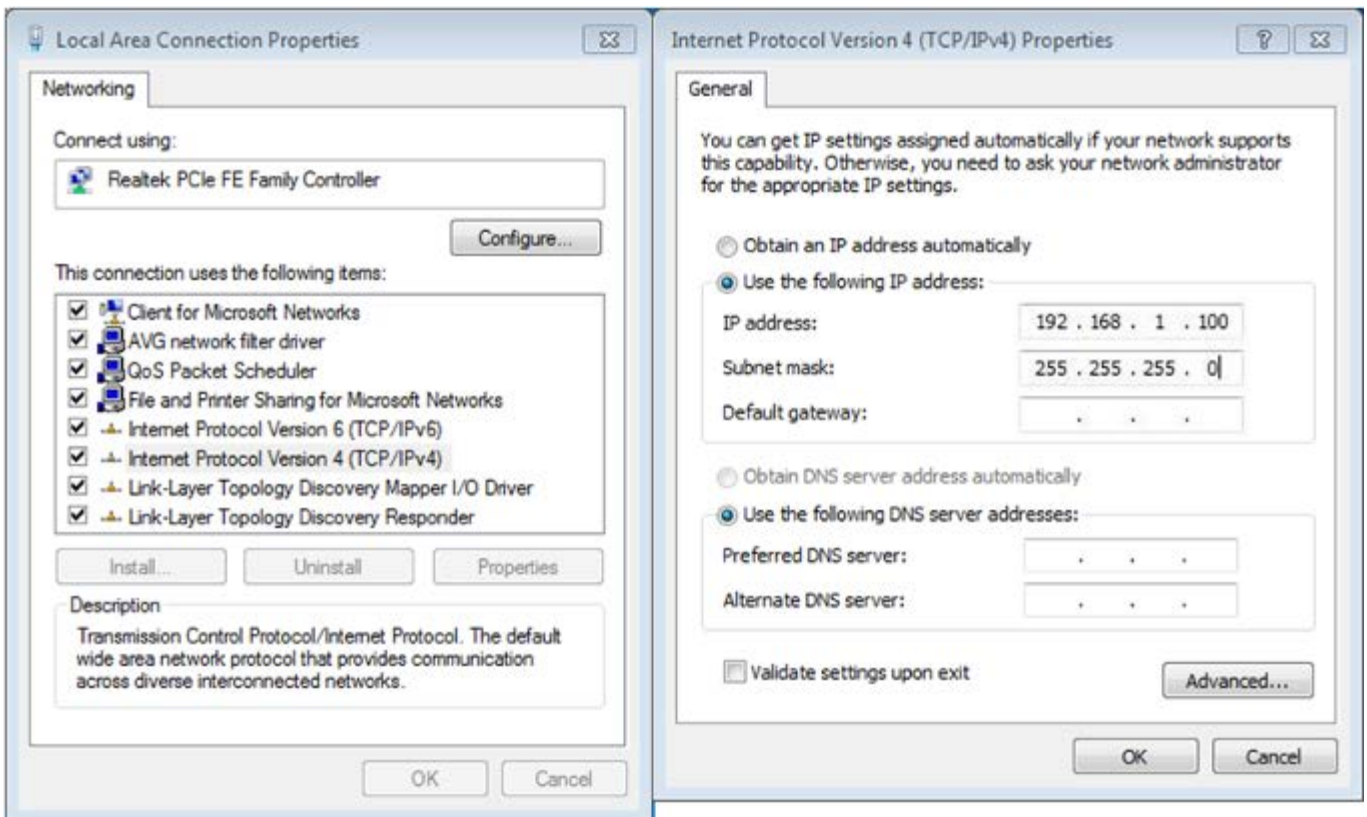 Local Area Connection Properties
Networking
Connect using:
Realtek PCIe FE Family Controller
Configure...
This connection uses the following items:
Client for Microsoft Networks
AVG network filter driver
QoS Packet Scheduler
File and Printer Sharing for Microsoft Networks
Internet Protocol Version 6 (TCP/IPv6)
Internet Protocol Version 4 (TCP/IPv4)
Link-Layer Topology Discovery Mapper I/O Driver
Link-Layer Topology Discovery Responder
Install... Uninstall Properties
Description
Transmission Control Protocol/Internet Protocol. The default
wide area network protocol that provides communication
across diverse interconnected networks.
OK Cancel
Internet Protocol Version 4 (TCP/IPv4) Properties
?
General
You can get IP settings assigned automatically if your network supports
this capability. Otherwise, you need to ask your network administrator
for the appropriate IP settings.
Obtain an IP address automatically
Use the following IP address:
IP address: 192 . 168 . 1 . 100
Subnet mask: 255 . 255 . 255 . 0
Default gateway: . . .
Obtain DNS server address automatically
Use the following DNS server addresses:
Preferred DNS server: . . .
Alternate DNS server: . . .
Validate settings upon exit
Advanced...
OK Cancel